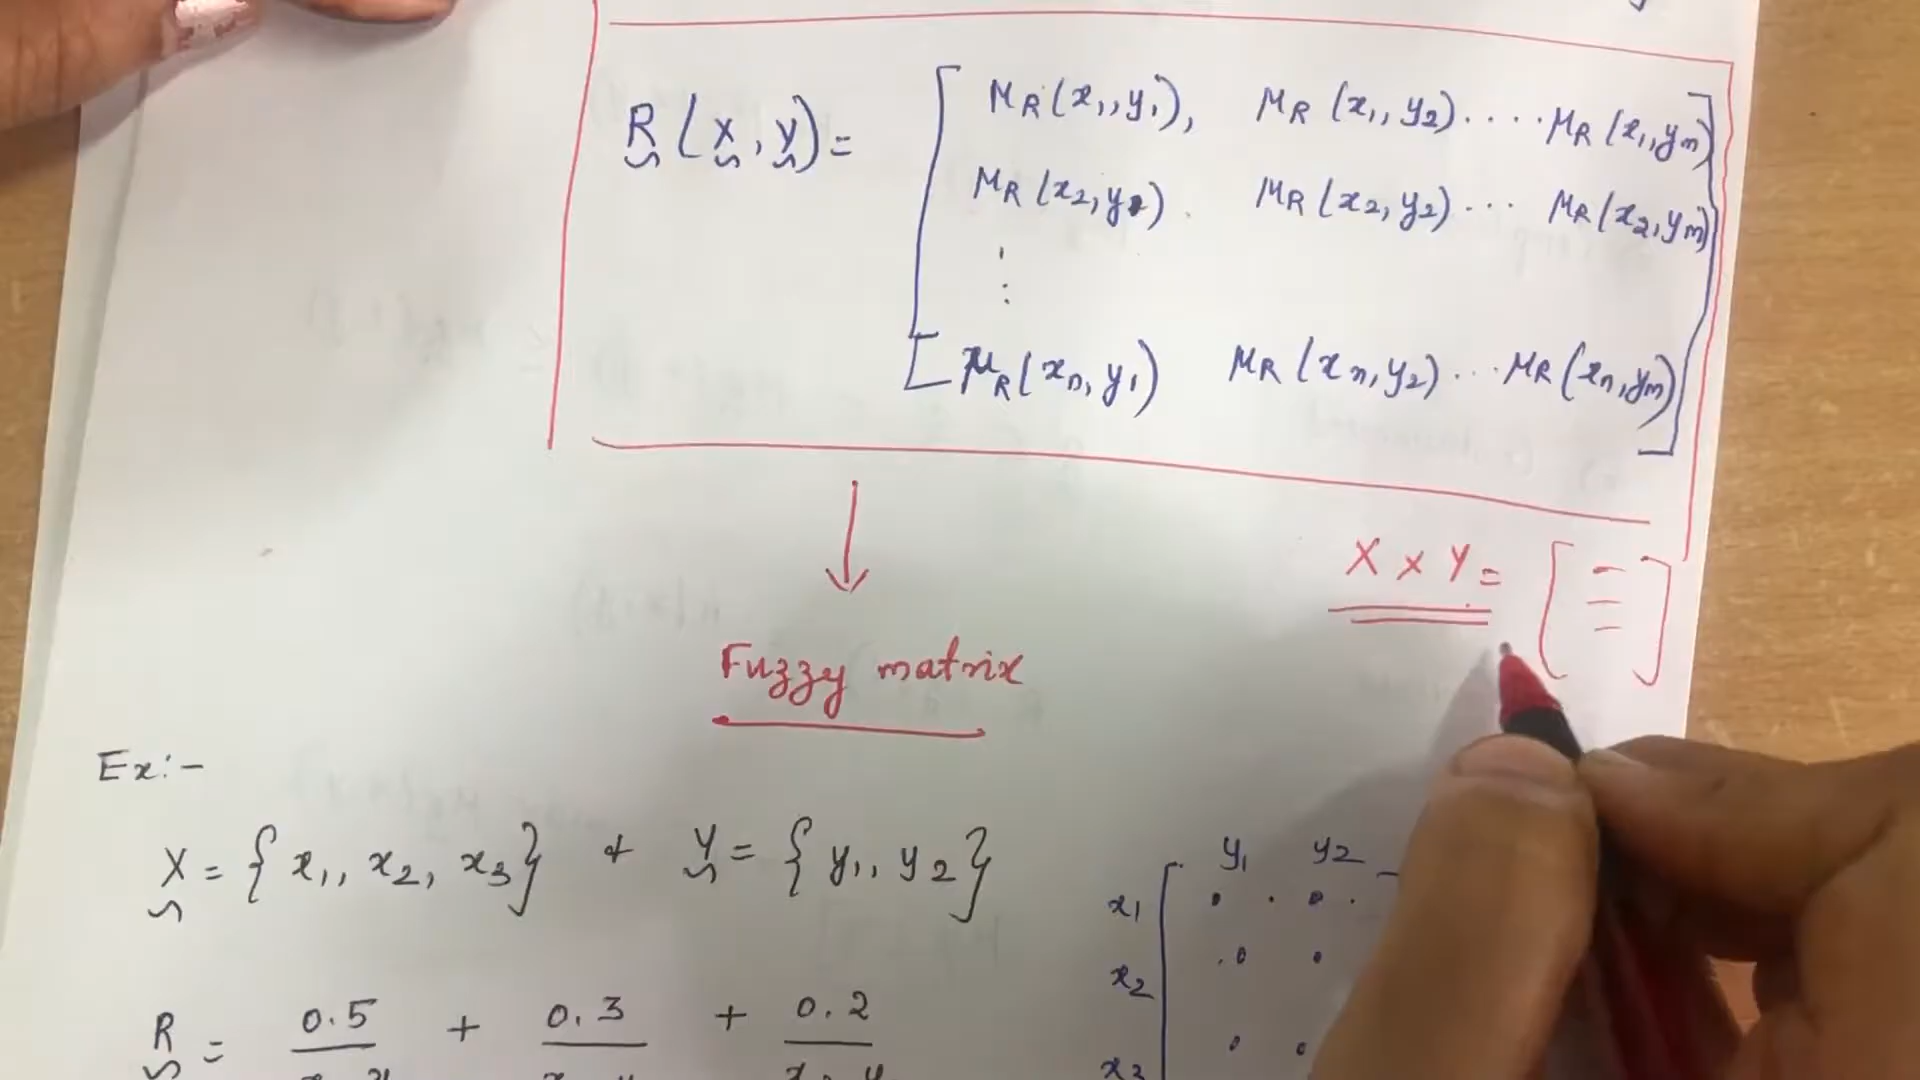 R (X, Y) =
μR (x1, y1), μR (x1, y2) .... μR (x1, ym)
μR (x2, y2) μR (x2, y2) ... μR (x2, ym)
μR (xn, y1) μR (xn, y2) ... μR (xn, ym)
X × Y =
Fuzzy matrix
Ex:-
X = { x1, x2, x3 } & Y = { y1, y2 }
y1 y2
x1
x2
x3
R = 0.5 + 0.3 + 0.2